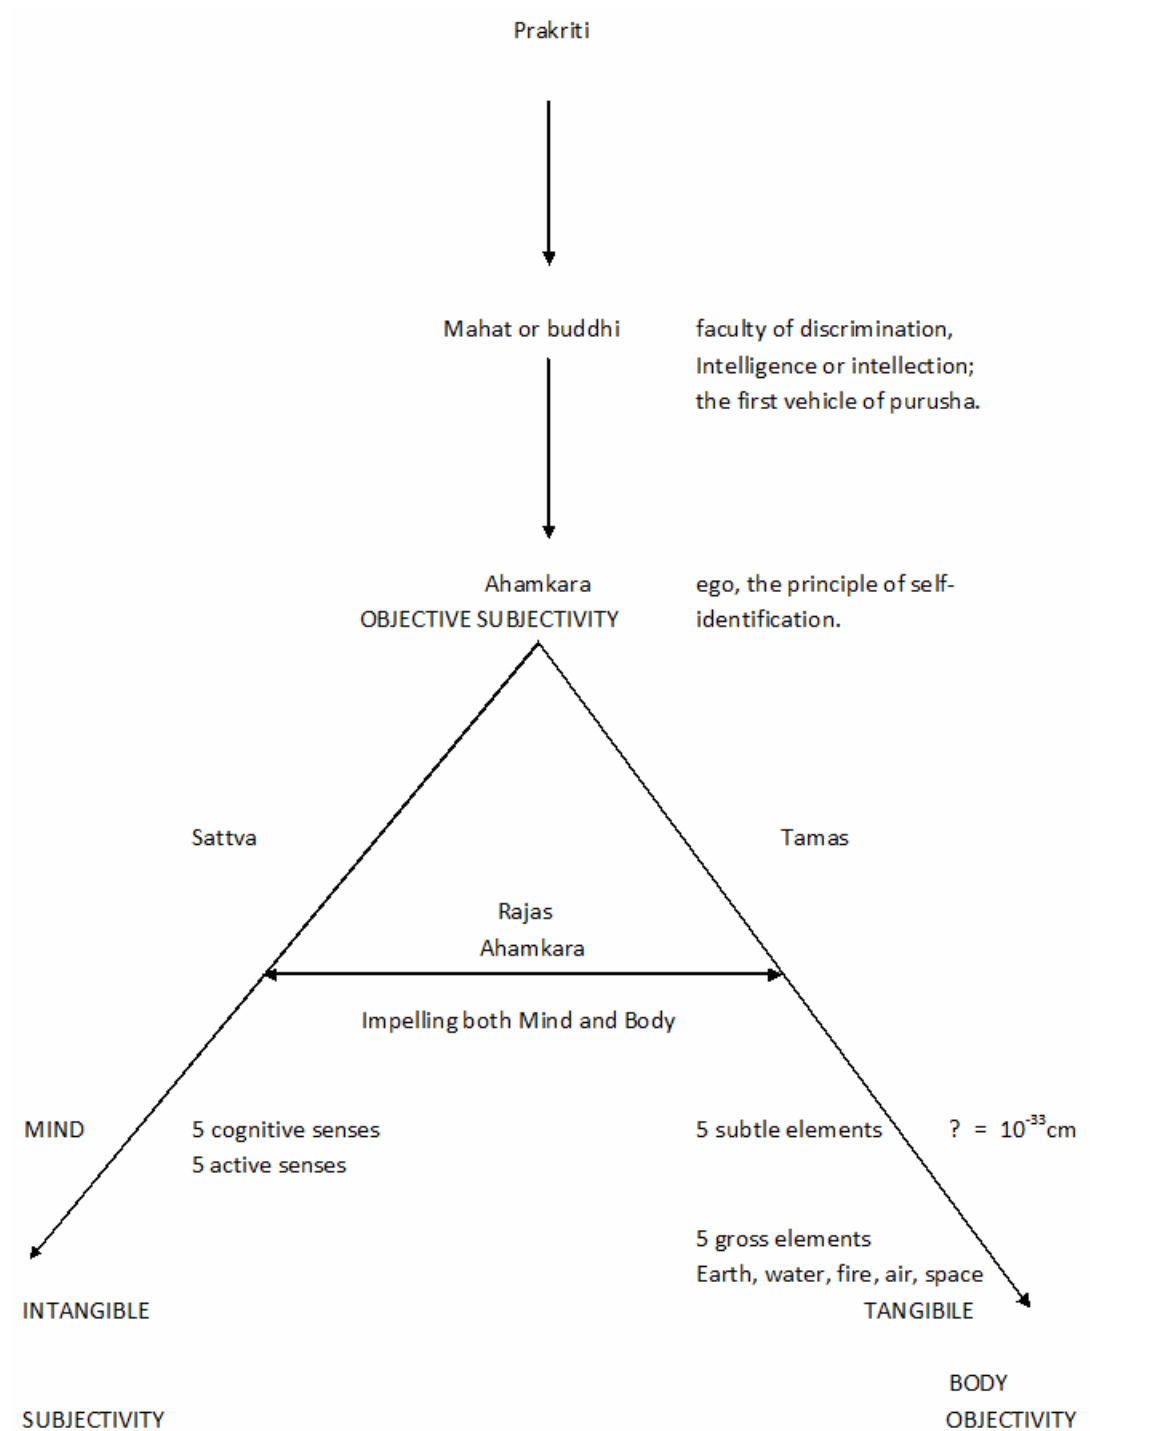 Prakriti
Mahat or buddhi
faculty of discrimination,
Intelligence or intellection;
the first vehicle of purusha.
Ahamkara
OBJECTIVE SUBJECTIVITY
ego, the principle of self-
identification.
Sattva
Tamas
Rajas
Ahamkara
Impelling both Mind and Body
MIND
5 cognitive senses
5 active senses
5 subtle elements
? = 10⁻³³cm
5 gross elements
Earth, water, fire, air, space
INTANGIBLE
TANGIBILE
BODY
SUBJECTIVITY
OBJECTIVITY